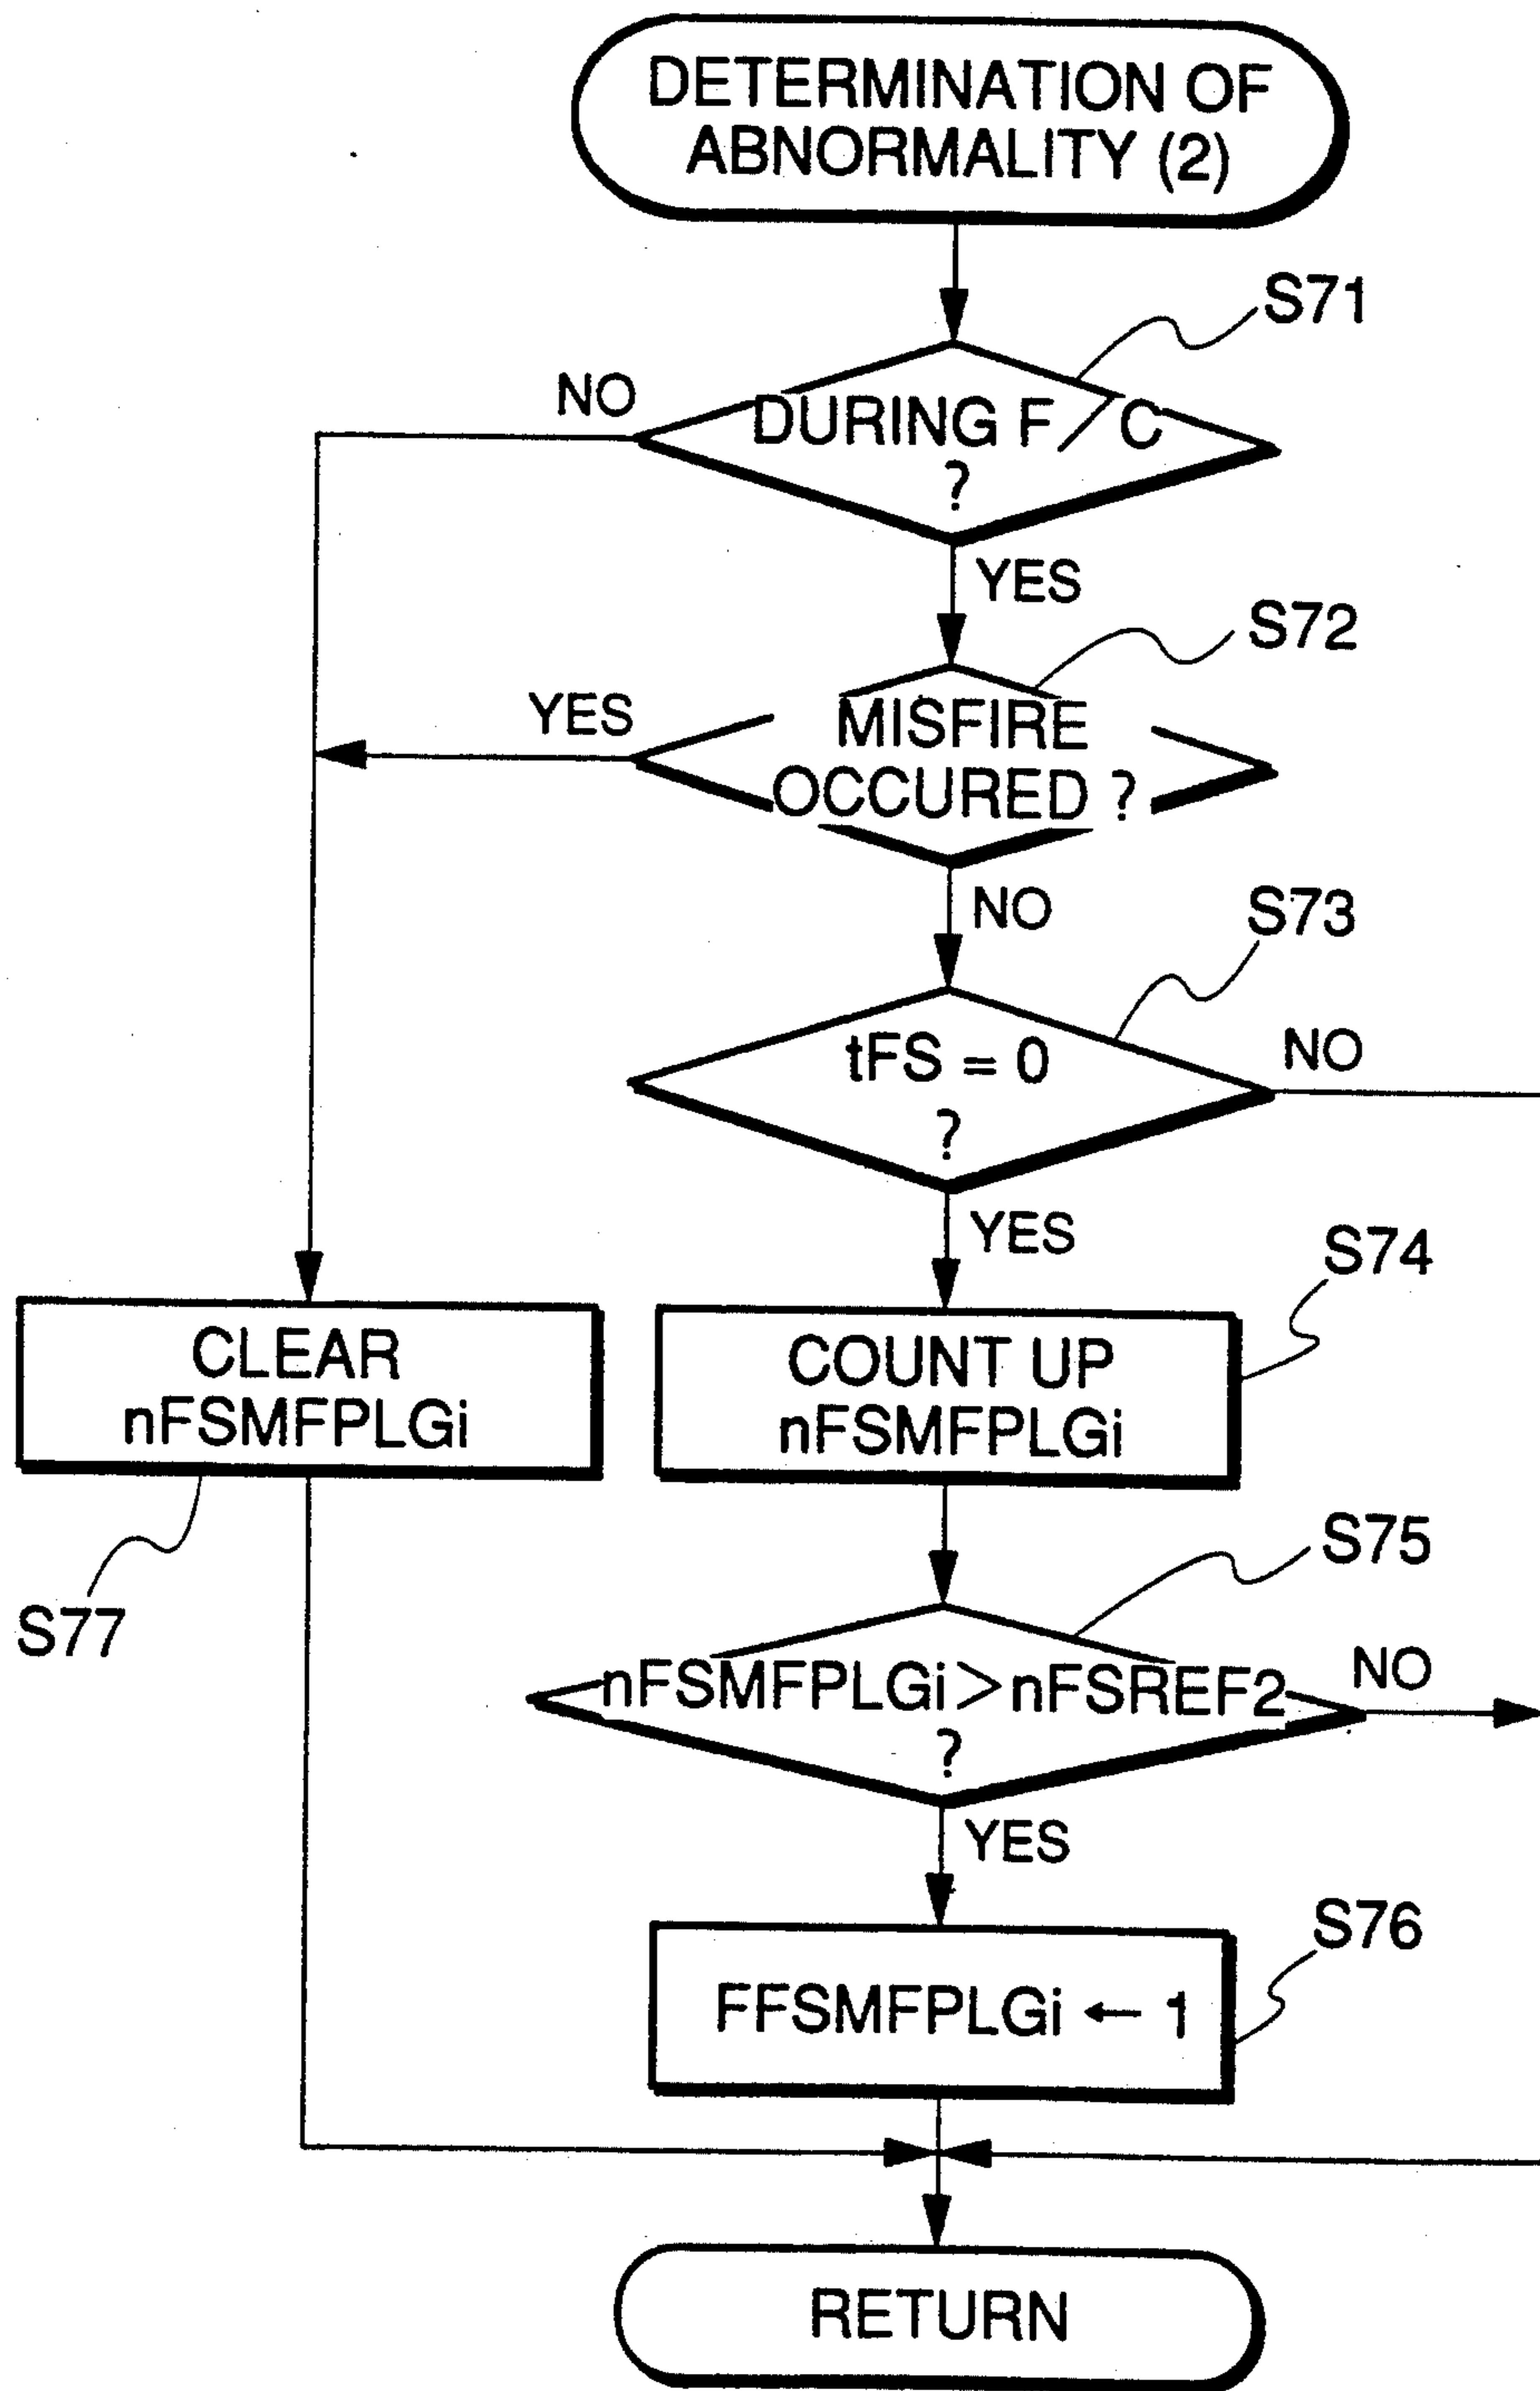 DETERMINATION OF
ABNORMALITY (2)
S71
NO
DURING F/C
?
YES
S72
YES
MISFIRE
OCCURED ?
NO
S73
tFS = 0
?
NO
YES
S74
CLEAR
nFSMFPLGi
COUNT UP
nFSMFPLGi
S77
S75
nFSMFPLGi>nFSREF2
?
NO
YES
S76
FFSMFPLGi ← 1
RETURN